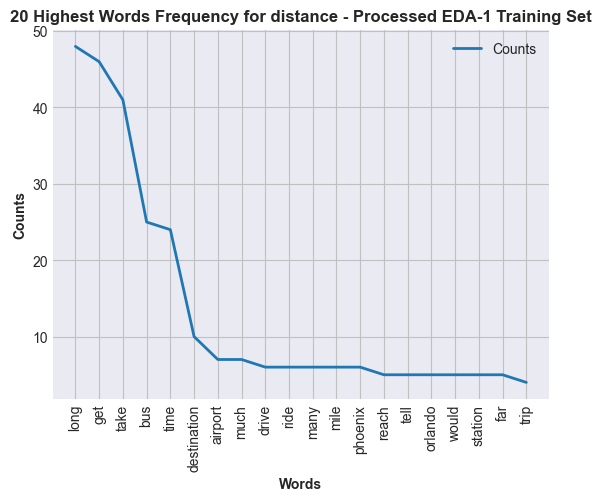 20 Highest Words Frequency for distance - Processed EDA-1 Training Set
50
40
30
20
10
Counts
Counts
long
get
take
bus
time
destination
airport
much
drive
ride
many
mile
phoenix
reach
tell
orlando
would
station
far
trip
Words